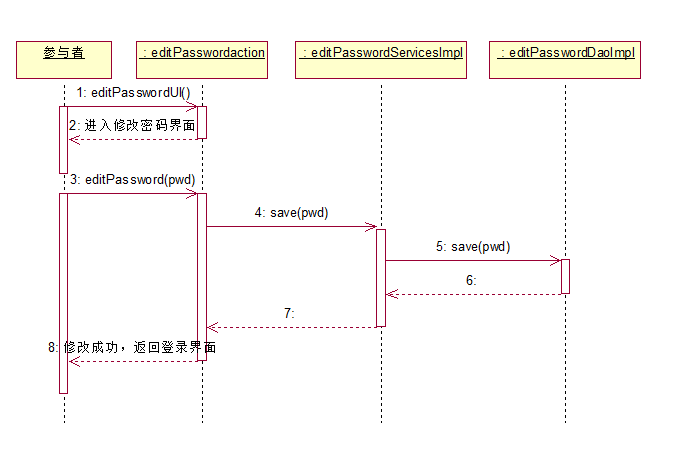 参与者
: editPasswordaction
: editPasswordServicesImpl
: editPasswordDaoImpl
1: editPasswordUI()
2: 进入修改密码界面
3: editPassword(pwd)
4: save(pwd)
5: save(pwd)
6:
7:
8: 修改成功，返回登录界面